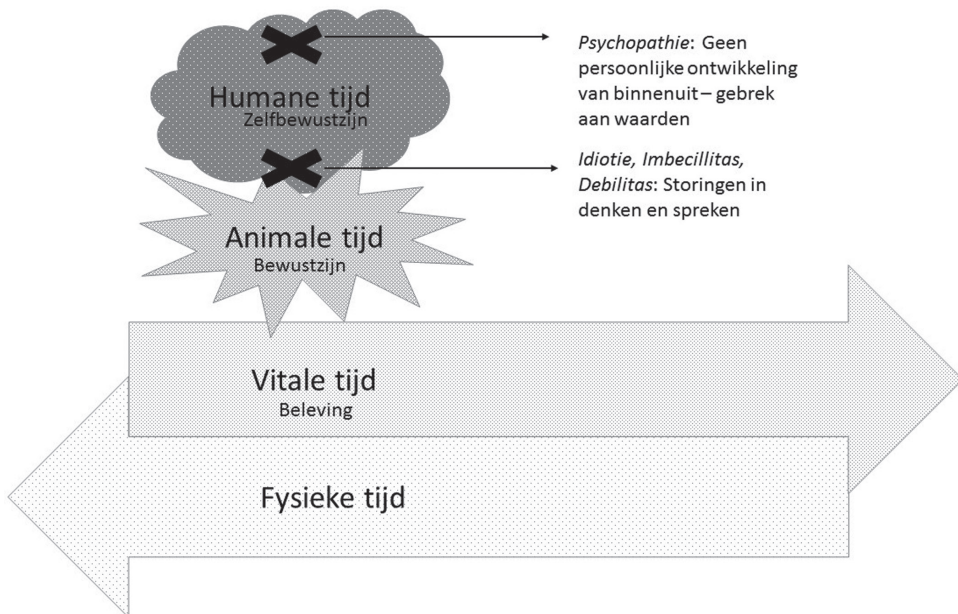 Humane tijd
Zelfbewustzijn
Psychopathie: Geen
persoonlijke ontwikkeling
van binnenuit – gebrek
aan waarden
Idiotie, Imbecillitas,
Debilitas: Storingen in
denken en spreken
Animale tijd
Bewustzijn
Vitale tijd
Beleving
Fysieke tijd